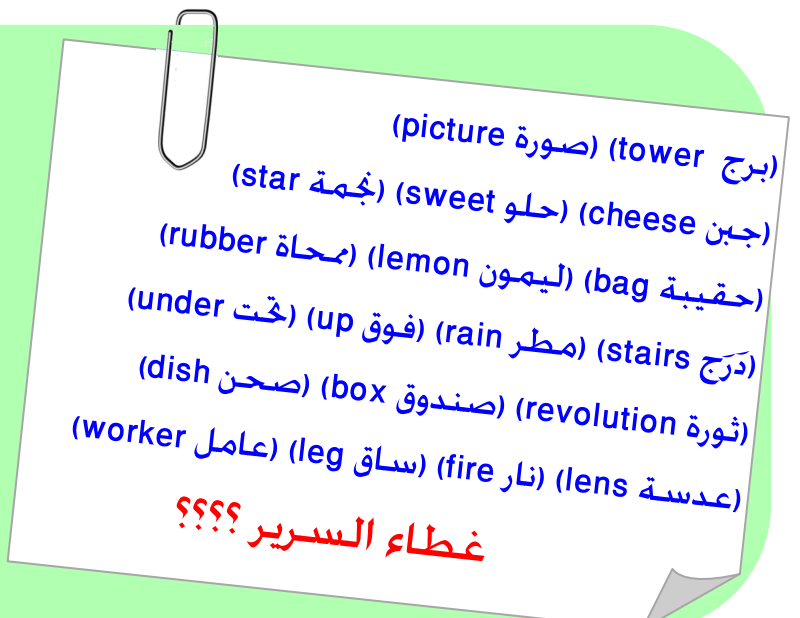 (برج tower) (صورة picture)
(جبن cheese) (حلو sweet) (نجمة star)
(حقيبة bag) (ليمون lemon) (ممحاة rubber)
(دَرَج stairs) (مطر rain) (فوق up) (تحت under)
(ثورة revolution) (صندوق box) (صحن dish)
(عدسة lens) (نار fire) (ساق leg) (عامل worker)
غطاء السرير ؟؟؟؟